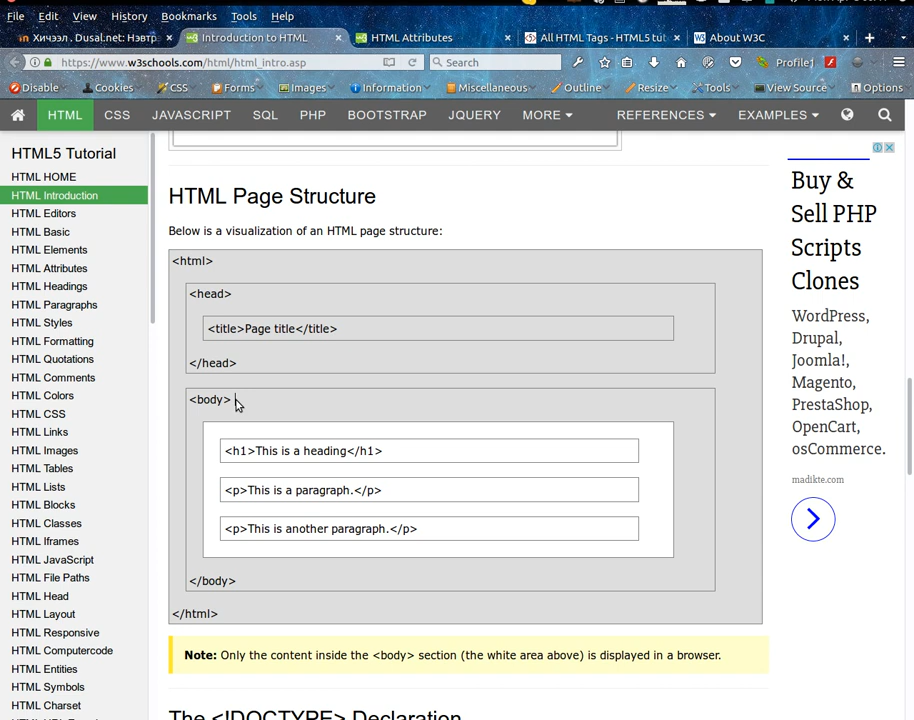 File Edit View History Bookmarks Tools Help
Хичээл . Dusal.net: Нэвтр Introduction to HTML HTML Attributes All HTML Tags - HTML5 tut About W3C
https://www.w3schools.com/html/html_intro.asp Search Profilej
Disable Cookies CSS Forms Images Information Miscellaneous Outline Resize Tools View Source Options
HTML CSS JAVASCRIPT SQL PHP BOOTSTRAP JQUERY MORE REFERENCES EXAMPLES
HTML5 Tutorial
HTML HOME
HTML Introduction
HTML Editors
HTML Basic
HTML Elements
HTML Attributes
HTML Headings
HTML Paragraphs
HTML Styles
HTML Formatting
HTML Quotations
HTML Comments
HTML Colors
HTML CSS
HTML Links
HTML Images
HTML Tables
HTML Lists
HTML Blocks
HTML Classes
HTML Iframes
HTML JavaScript
HTML File Paths
HTML Head
HTML Layout
HTML Responsive
HTML Computercode
HTML Entities
HTML Symbols
HTML Charset
HTML Page Structure
Below is a visualization of an HTML page structure:
<html>
<head>
<title>Page title</title>
</head>
<body>
<h1>This is a heading</h1>
<p>This is a paragraph.</p>
<p>This is another paragraph.</p>
</body>
</html>
Note: Only the content inside the <body> section (the white area above) is displayed in a browser.
The <!DOCTYPE> Declaration
Buy &
Sell PHP
Scripts
Clones
WordPress,
Drupal,
Joomla!,
Magento,
PrestaShop,
OpenCart,
osCommerce.
madikte.com